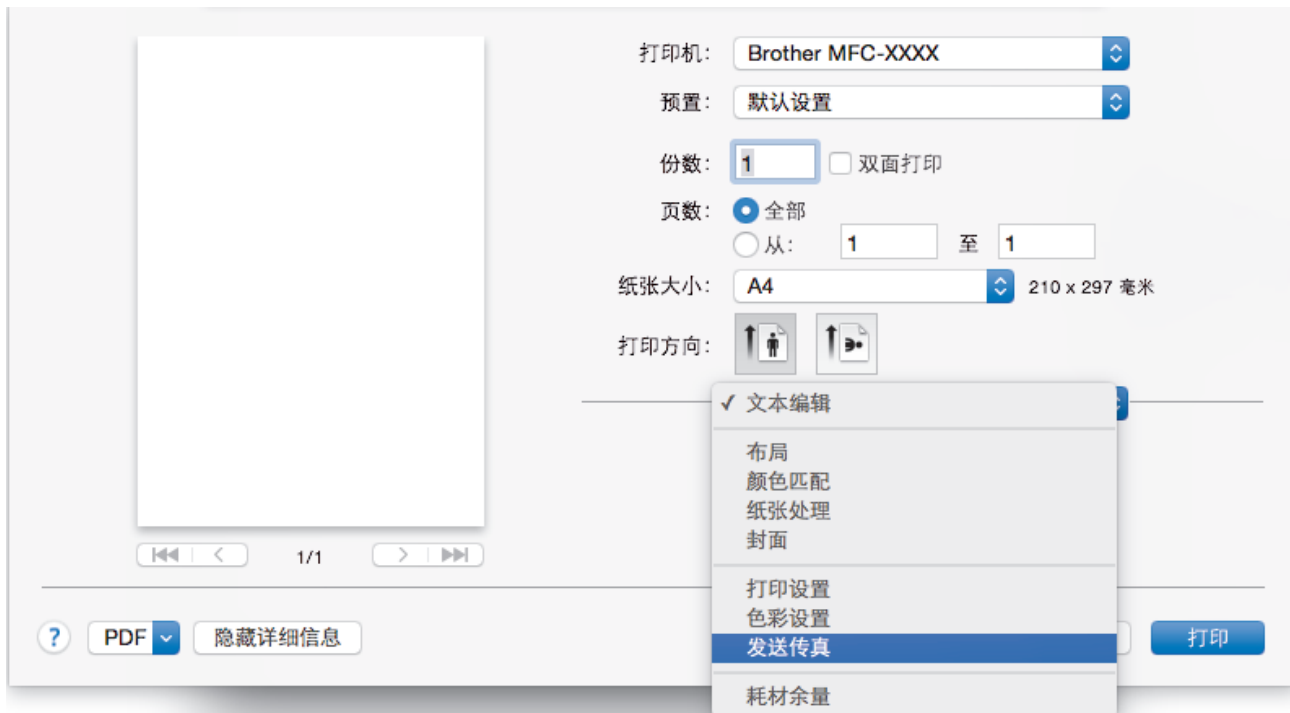 打印机: Brother MFC-XXXX
预置: 默认设置
份数: 1 双面打印
页数: 全部
从: 1 至 1
纸张大小: A4 210 x 297 毫米
打印方向:
✓ 文本编辑
布局
颜色匹配
纸张处理
封面
1/1
打印设置
色彩设置
发送传真
耗材余量
? PDF 隐藏详细信息 打印